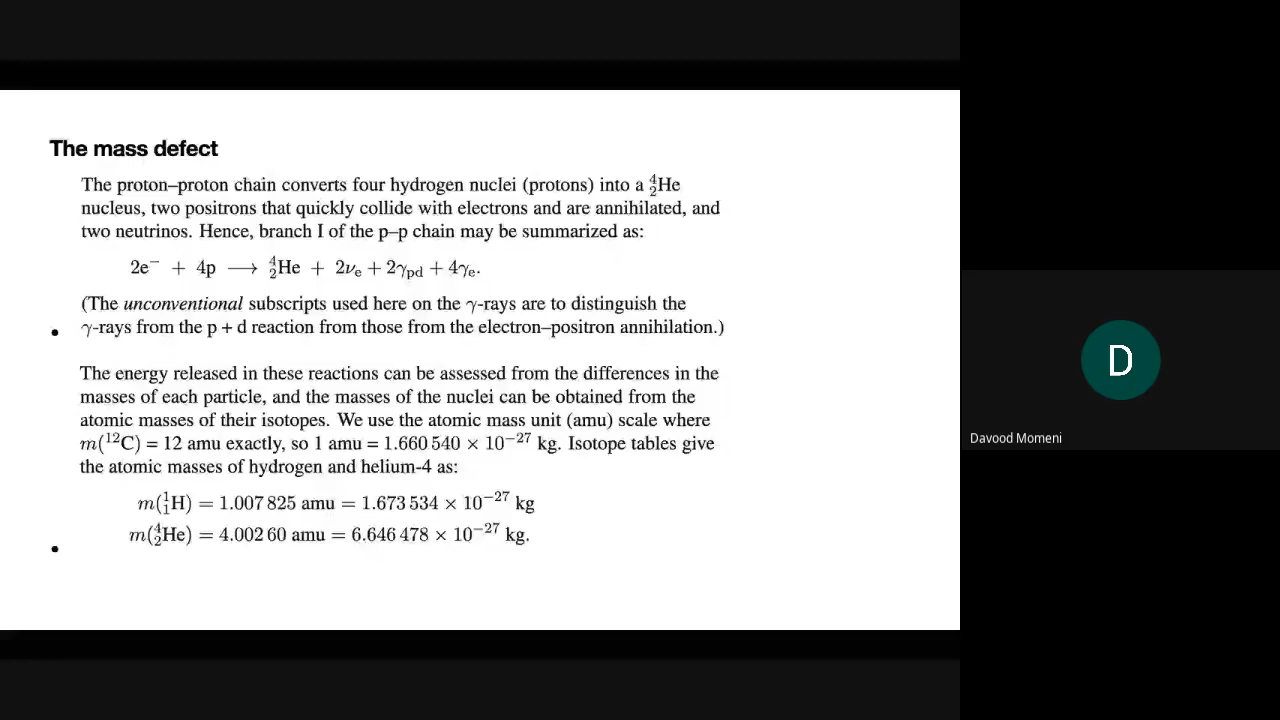 The mass defect
The proton–proton chain converts four hydrogen nuclei (protons) into a ⁴₂He
nucleus, two positrons that quickly collide with electrons and are annihilated, and
two neutrinos. Hence, branch I of the p–p chain may be summarized as:
2e⁻ + 4p ⟶ ⁴₂He + 2νₑ + 2γ_pd + 4γₑ.
(The unconventional subscripts used here on the γ-rays are to distinguish the
• γ-rays from the p + d reaction from those from the electron–positron annihilation.)
The energy released in these reactions can be assessed from the differences in the
masses of each particle, and the masses of the nuclei can be obtained from the
atomic masses of their isotopes. We use the atomic mass unit (amu) scale where
m(¹²C) = 12 amu exactly, so 1 amu = 1.660 540 × 10⁻²⁷ kg. Isotope tables give
the atomic masses of hydrogen and helium-4 as:
m(¹₁H) = 1.007 825 amu = 1.673 534 × 10⁻²⁷ kg
m(⁴₂He) = 4.002 60 amu = 6.646 478 × 10⁻²⁷ kg.
•
D
Davood Momeni